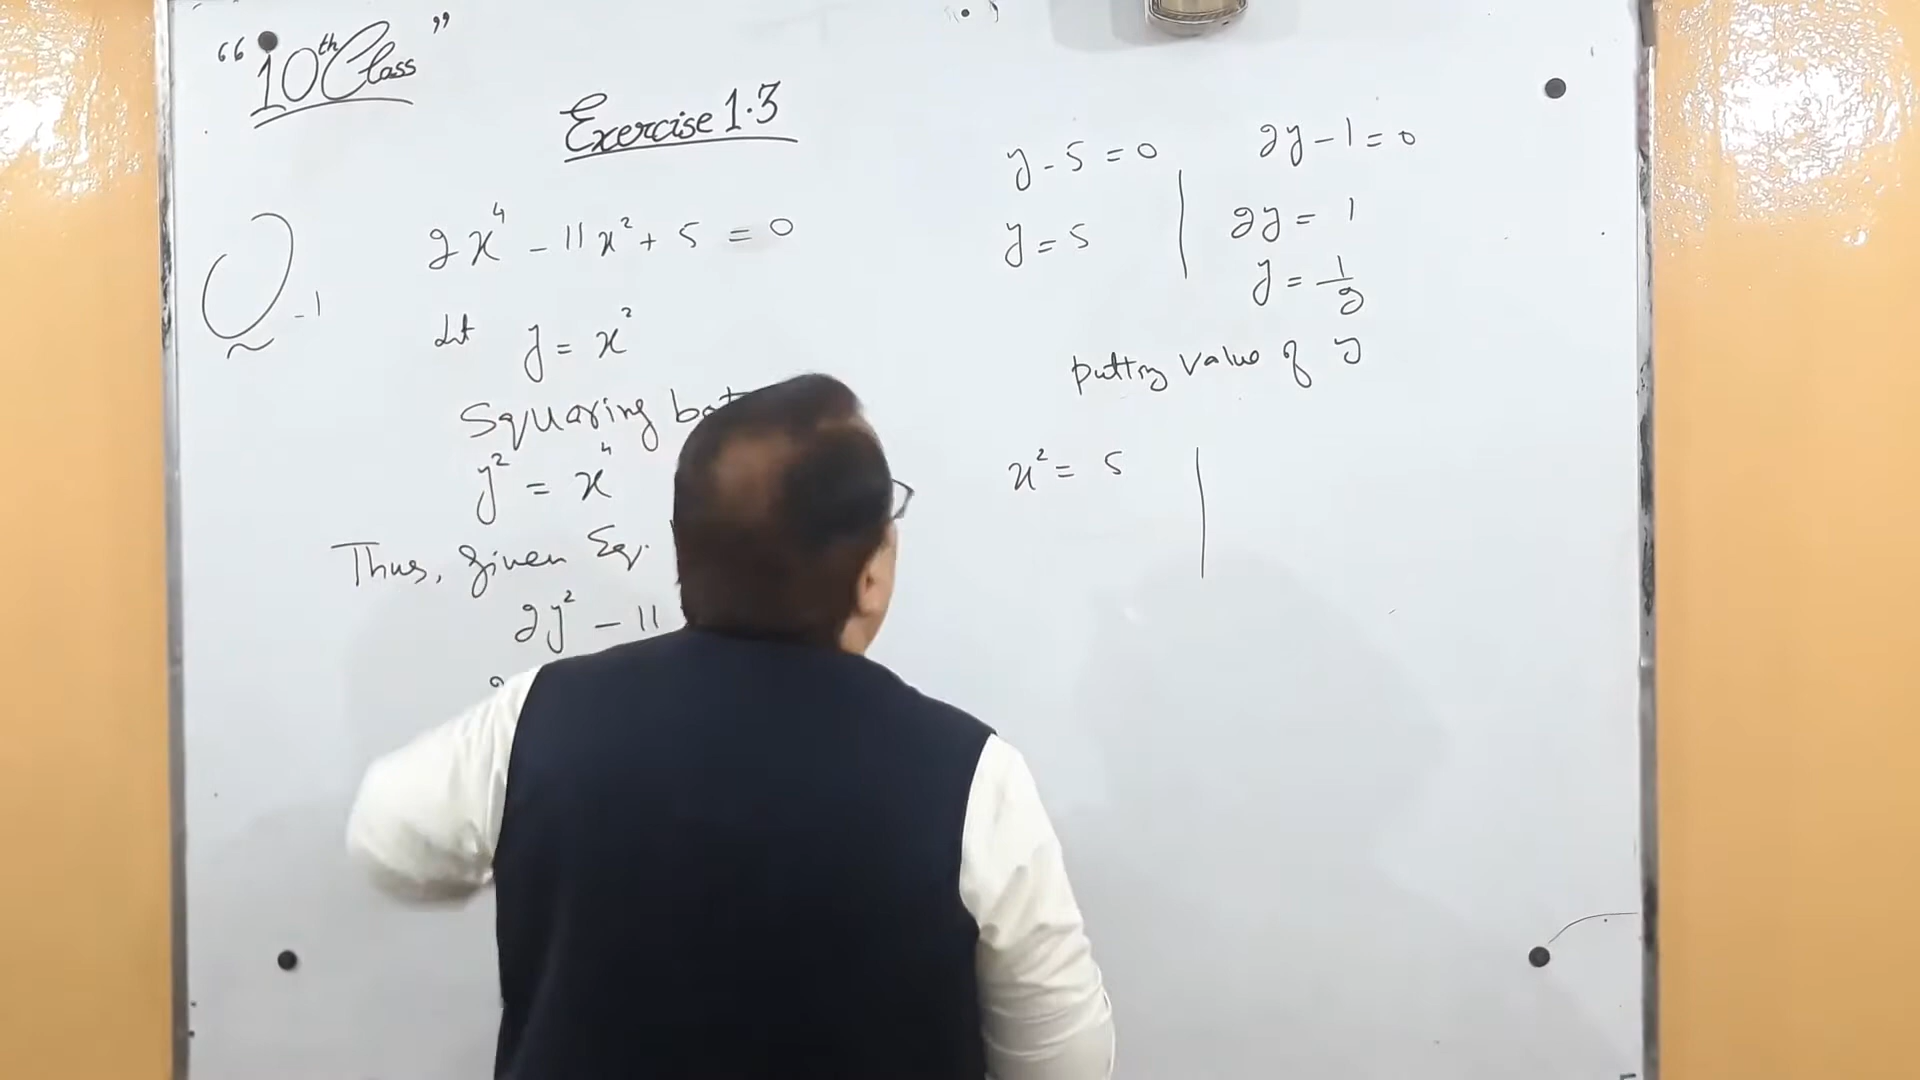 “ 10th Class ”
Exercise 1.3
Q-1
2x⁴ - 11x² + 5 = 0
Let y = x²
Squaring
y² = x⁴
Thus, given Eq.
2y² - 11
y - 5 = 0
2y - 1 = 0
y = 5
2y = 1
y = 1/2
putting value of y
x² = 5